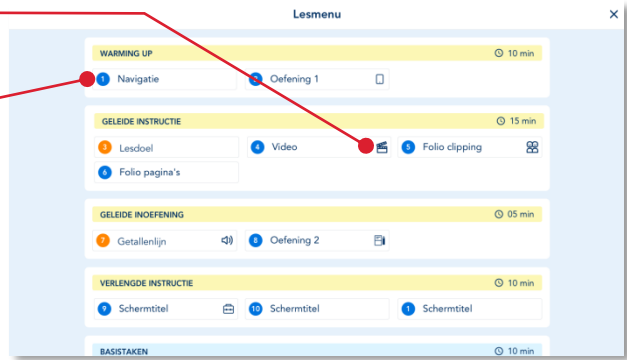 Lesmenu
WARMING UP 10 min
1 Navigatie Oefening 1
GELEIDE INSTRUCTIE 15 min
3 Lesdoel 4 Video 5 Folio clipping
6 Folio pagina's
GELEIDE INOEFENING 05 min
7 Getallenlijn 8 Oefening 2
VERLENGDE INSTRUCTIE 10 min
9 Schermtitel 10 Schermtitel 1 Schermtitel
BASISTAKEN 10 min